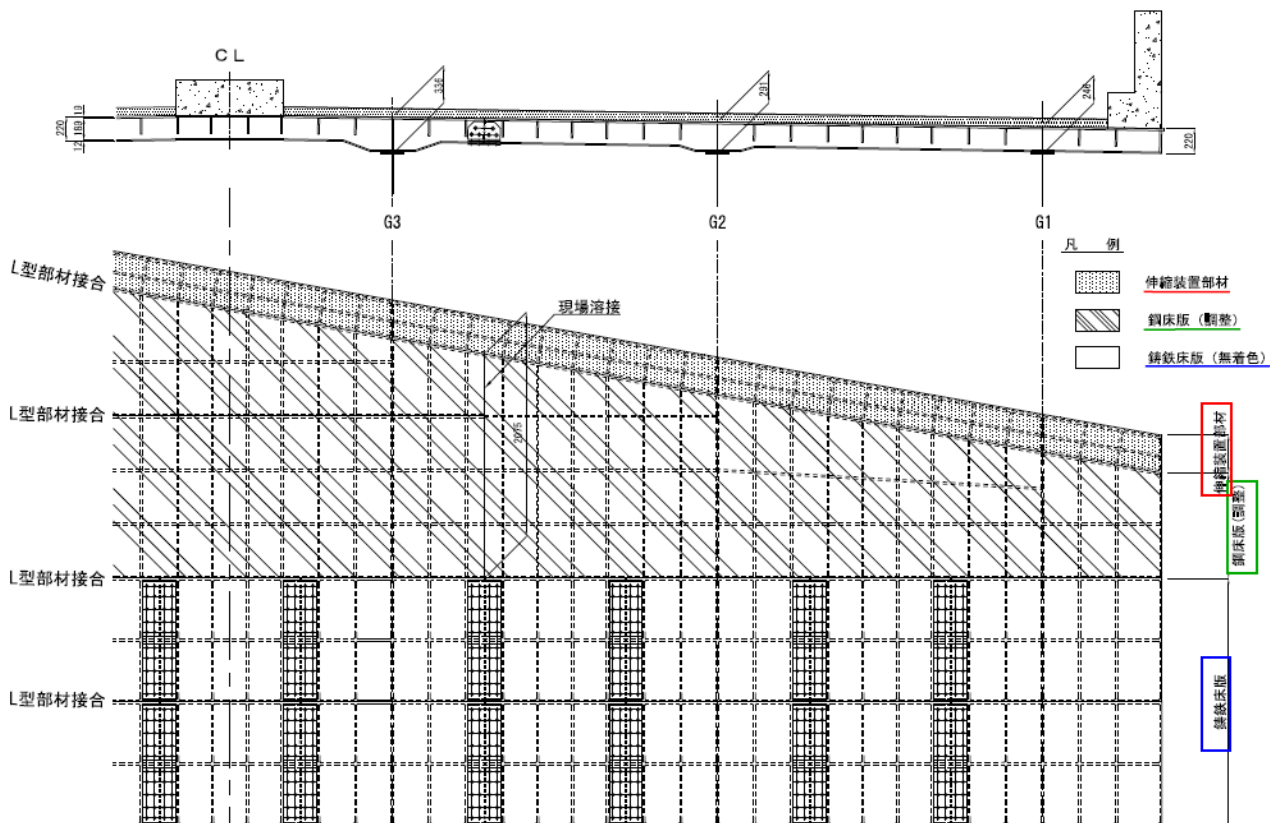 CL
336
291
246
19
220
189
12
220
G3
G2
G1
凡 例
L型部材接合
伸縮装置部材
現場溶接
鋼床版（調整）
鋳鉄床版（無着色）
L型部材接合
2075
伸縮装置部材
鋼床版(調整)
L型部材接合
L型部材接合
鋳鉄床版